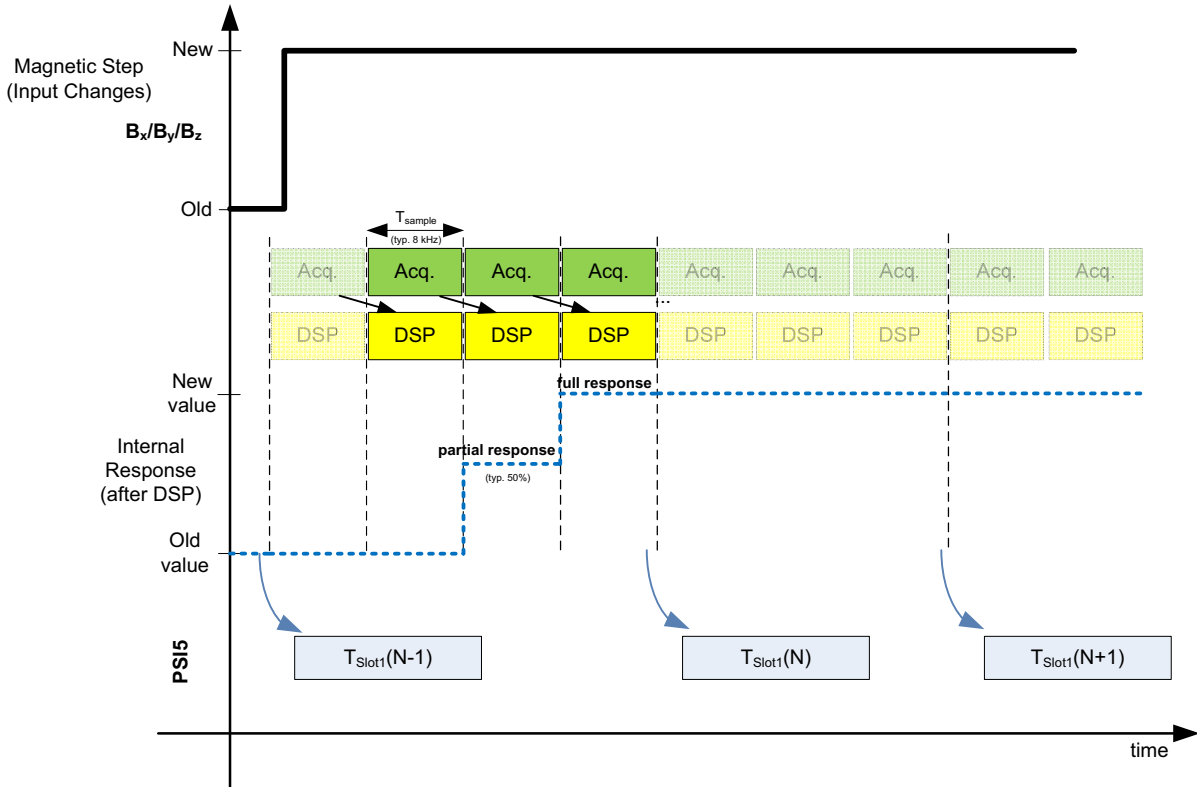 New
Magnetic Step
(Input Changes)
Bx/By/Bz
Old
Tsample
(typ. 8 kHz)
Acq. Acq. Acq. Acq. Acq. Acq. Acq. Acq. Acq.
...
DSP DSP DSP DSP DSP DSP DSP DSP DSP
New
value
full response
Internal
Response
(after DSP)
partial response
(typ. 50%)
Old
value
PSI5
TSlot1(N-1) TSlot1(N) TSlot1(N+1)
time